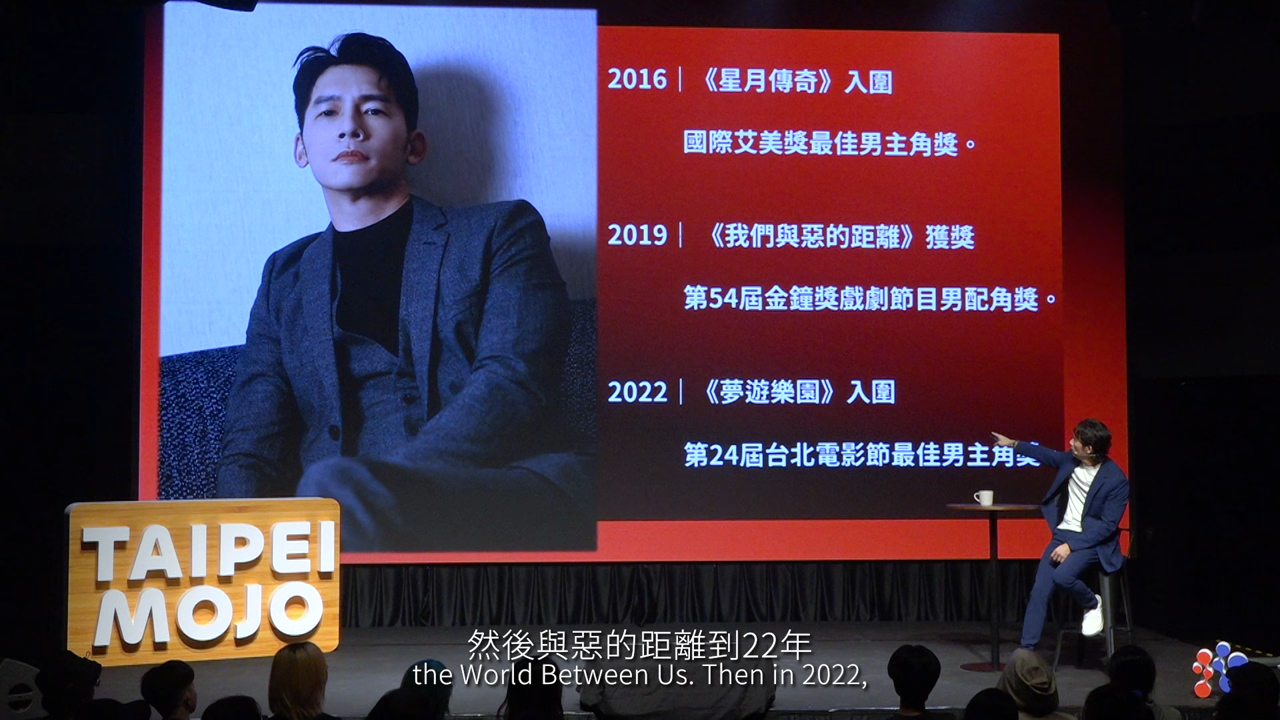 2016｜《星月傳奇》入圍
國際艾美獎最佳男主角獎。
2019｜《我們與惡的距離》獲獎
第54屆金鐘獎戲劇節目男配角獎。
2022｜《夢遊樂園》入圍
第24屆台北電影節最佳男主角獎
TAIPEI
MOJO
然後與惡的距離到22年
the World Between Us. Then in 2022,